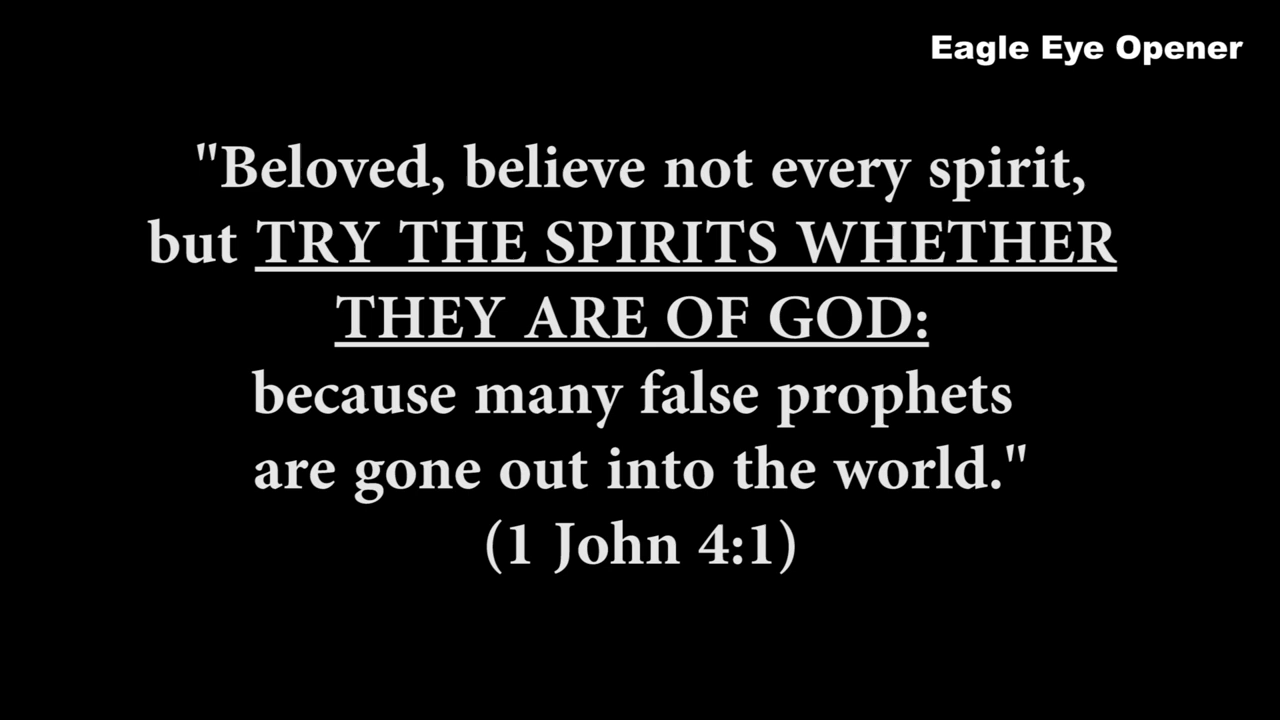 Eagle Eye Opener
"Beloved, believe not every spirit,
but TRY THE SPIRITS WHETHER
THEY ARE OF GOD:
because many false prophets
are gone out into the world."
(1 John 4:1)